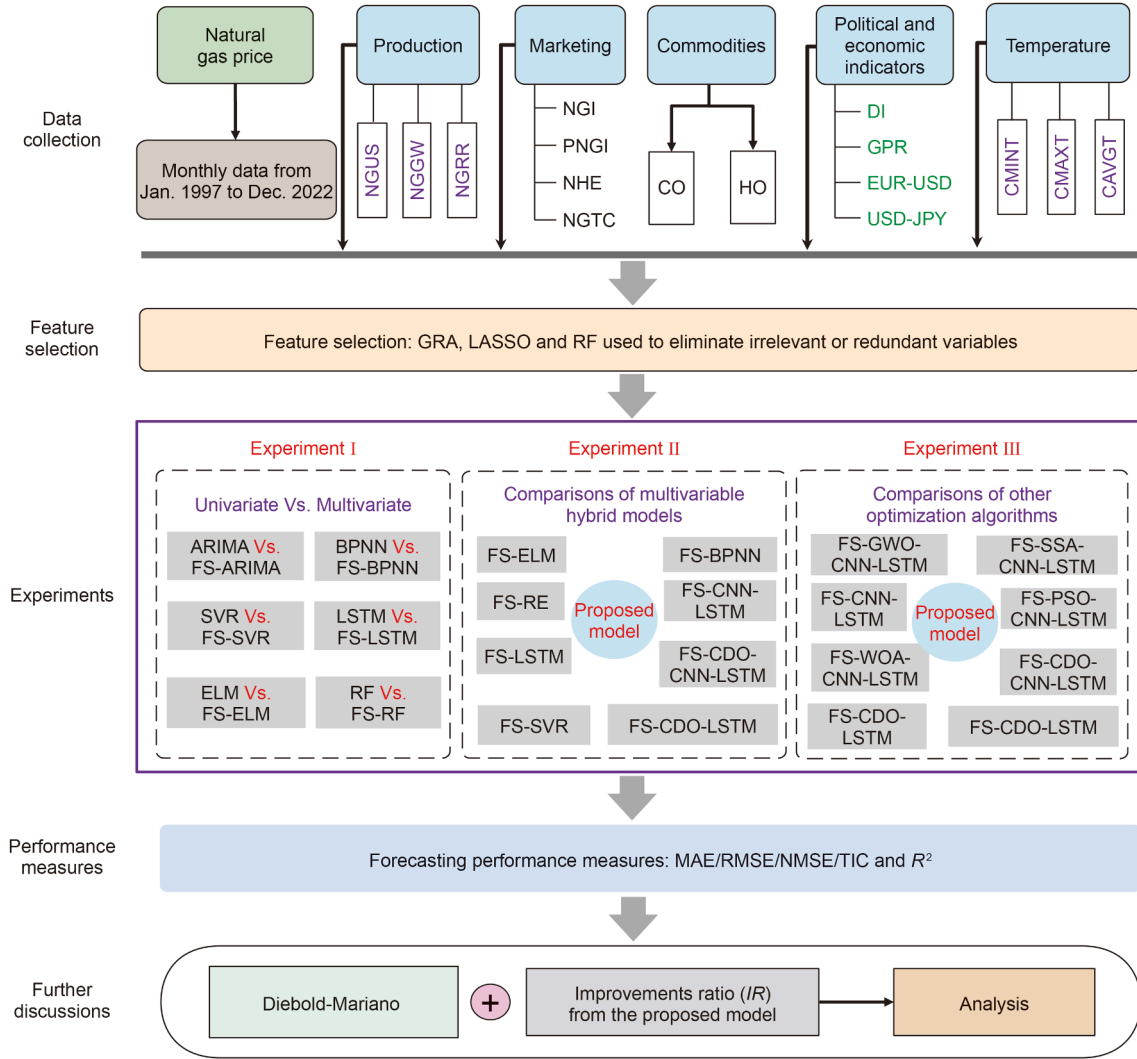 Data
collection
Natural
gas price
Monthly data from
Jan. 1997 to Dec. 2022
Production
NGUS
NGGW
NGRR
Marketing
NGI
PNGI
NHE
NGTC
Commodities
CO
HO
Political and
economic
indicators
DI
GPR
EUR-USD
USD-JPY
Temperature
CMINT
CMAXT
CAVGT
Feature
selection
Feature selection: GRA, LASSO and RF used to eliminate irrelevant or redundant variables
Experiments
Experiment I
Univariate Vs. Multivariate
ARIMA Vs.
FS-ARIMA
BPNN Vs.
FS-BPNN
SVR Vs.
FS-SVR
LSTM Vs.
FS-LSTM
ELM Vs.
FS-ELM
RF Vs.
FS-RF
Experiment II
Comparisons of multivariable
hybrid models
FS-ELM
FS-BPNN
FS-RE
Proposed
model
FS-CNN-
LSTM
FS-LSTM
FS-CDO-
CNN-LSTM
FS-SVR
FS-CDO-LSTM
Experiment III
Comparisons of other
optimization algorithms
FS-GWO-
CNN-LSTM
FS-SSA-
CNN-LSTM
FS-CNN-
LSTM
Proposed
model
FS-PSO-
CNN-LSTM
FS-WOA-
CNN-LSTM
FS-CDO-
CNN-LSTM
FS-CDO-
LSTM
FS-CDO-LSTM
Performance
measures
Forecasting performance measures: MAE/RMSE/NMSE/TIC and R²
Further
discussions
Diebold-Mariano
+
Improvements ratio (IR)
from the proposed model
Analysis